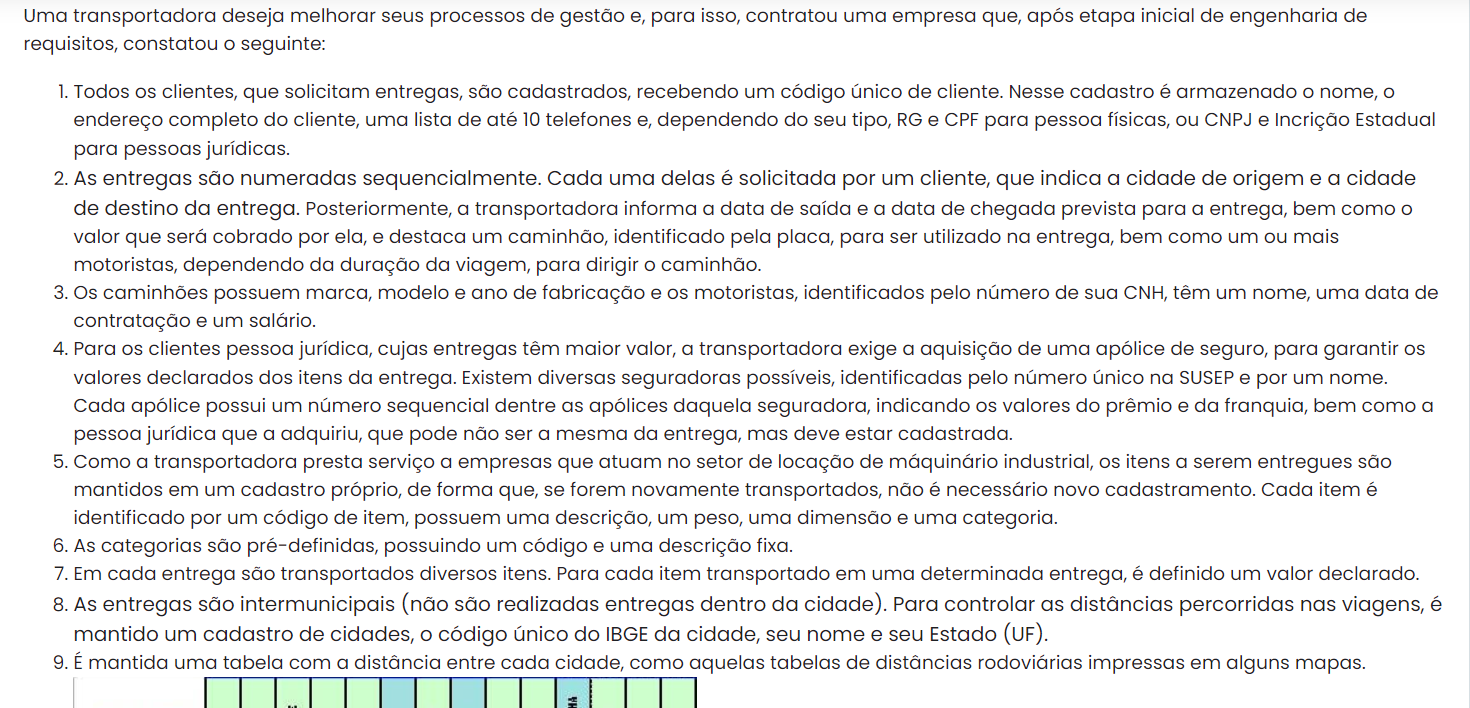 Uma transportadora deseja melhorar seus processos de gestão e, para isso, contratou uma empresa que, após etapa inicial de engenharia de
requisitos, constatou o seguinte:
1. Todos os clientes, que solicitam entregas, são cadastrados, recebendo um código único de cliente. Nesse cadastro é armazenado o nome, o
endereço completo do cliente, uma lista de até 10 telefones e, dependendo do seu tipo, RG e CPF para pessoa físicas, ou CNPJ e Incrição Estadual
para pessoas jurídicas.
2. As entregas são numeradas sequencialmente. Cada uma delas é solicitada por um cliente, que indica a cidade de origem e a cidade
de destino da entrega. Posteriormente, a transportadora informa a data de saída e a data de chegada prevista para a entrega, bem como o
valor que será cobrado por ela, e destaca um caminhão, identificado pela placa, para ser utilizado na entrega, bem como um ou mais
motoristas, dependendo da duração da viagem, para dirigir o caminhão.
3. Os caminhões possuem marca, modelo e ano de fabricação e os motoristas, identificados pelo número de sua CNH, têm um nome, uma data de
contratação e um salário.
4. Para os clientes pessoa jurídica, cujas entregas têm maior valor, a transportadora exige a aquisição de uma apólice de seguro, para garantir os
valores declarados dos itens da entrega. Existem diversas seguradoras possíveis, identificadas pelo número único na SUSEP e por um nome.
Cada apólice possui um número sequencial dentre as apólices daquela seguradora, indicando os valores do prêmio e da franquia, bem como a
pessoa jurídica que a adquiriu, que pode não ser a mesma da entrega, mas deve estar cadastrada.
5. Como a transportadora presta serviço a empresas que atuam no setor de locação de máquinário industrial, os itens a serem entregues são
mantidos em um cadastro próprio, de forma que, se forem novamente transportados, não é necessário novo cadastramento. Cada item é
identificado por um código de item, possuem uma descrição, um peso, uma dimensão e uma categoria.
6. As categorias são pré-definidas, possuindo um código e uma descrição fixa.
7. Em cada entrega são transportados diversos itens. Para cada item transportado em uma determinada entrega, é definido um valor declarado.
8. As entregas são intermunicipais (não são realizadas entregas dentro da cidade). Para controlar as distâncias percorridas nas viagens, é
mantido um cadastro de cidades, o código único do IBGE da cidade, seu nome e seu Estado (UF).
9. É mantida uma tabela com a distância entre cada cidade, como aquelas tabelas de distâncias rodoviárias impressas em alguns mapas.